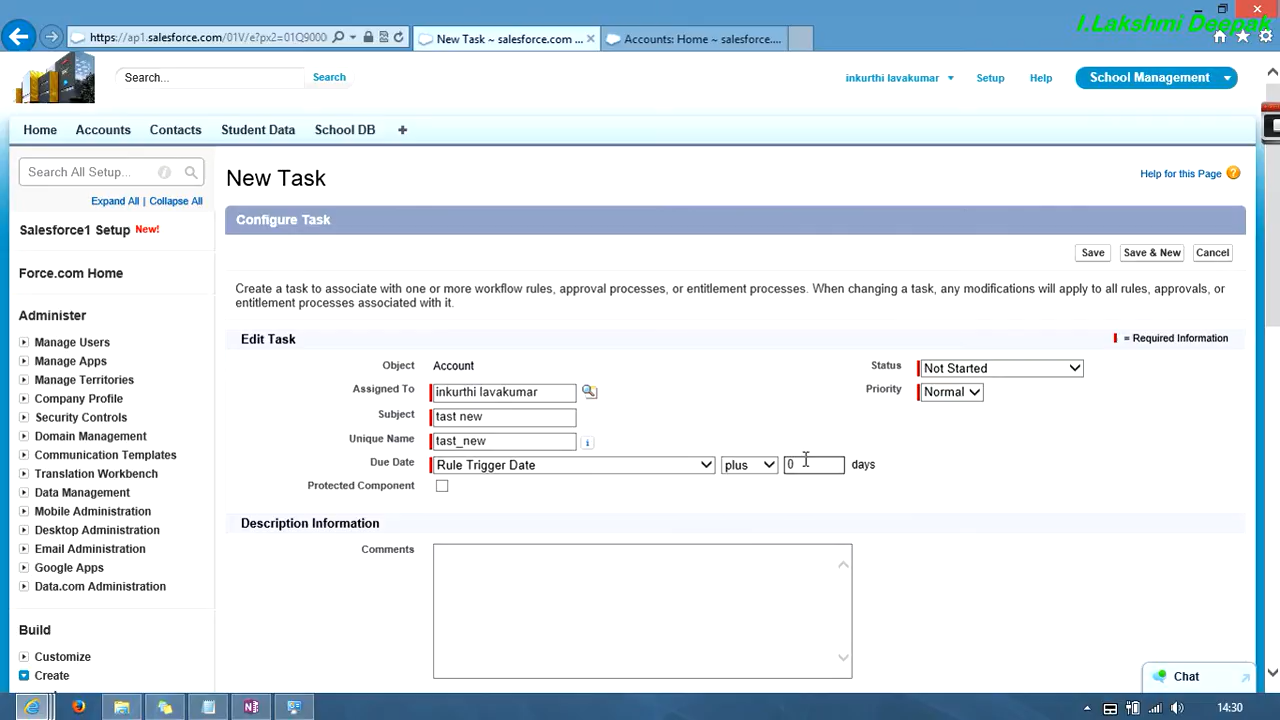 I.Lakshmi Deepak
https://ap1.salesforce.com/01V/e?px2=01Q9000
New Task ~ salesforce.com ...
Accounts: Home ~ salesforce....
Search...
Search
inkurthi lavakumar
Setup
Help
School Management
Home
Accounts
Contacts
Student Data
School DB
Search All Setup...
Expand All | Collapse All
Salesforce1 Setup New!
Force.com Home
Administer
Manage Users
Manage Apps
Manage Territories
Company Profile
Security Controls
Domain Management
Communication Templates
Translation Workbench
Data Management
Mobile Administration
Desktop Administration
Email Administration
Google Apps
Data.com Administration
Build
Customize
Create
New Task
Help for this Page
Configure Task
Save
Save & New
Cancel
Create a task to associate with one or more workflow rules, approval processes, or entitlement processes. When changing a task, any modifications will apply to all rules, approvals, or
entitlement processes associated with it.
Edit Task
= Required Information
Object Account
Status Not Started
Assigned To inkurthi lavakumar
Priority Normal
Subject tast new
Unique Name tast_new
Due Date Rule Trigger Date plus 0 days
Protected Component
Description Information
Comments
Chat
14:30